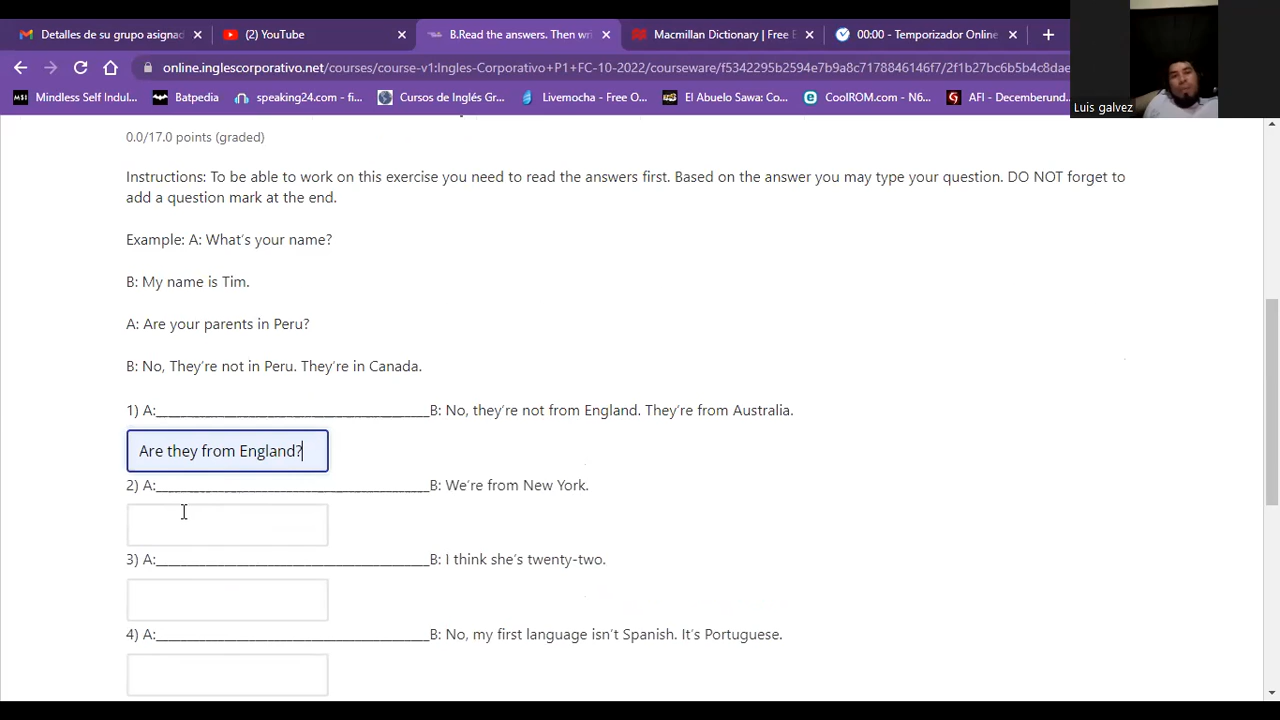 Detalles de su grupo asignad
(2) YouTube
B.Read the answers. Then wri
Macmillan Dictionary | Free E
00:00 - Temporizador Online
online.inglescorporativo.net/courses/course-v1:Ingles-Corporativo+P1+FC-10-2022/courseware/f5342295b2594e7b9a8c7178846146f7/2f1b27bc6b5b4c8dae
Mindless Self Indul...
Batpedia
speaking24.com - fi...
Cursos de Inglés Gr...
Livemocha - Free O...
El Abuelo Sawa: Co...
CoolROM.com - N6...
AFI - Decemberund...
Luis galvez
0.0/17.0 points (graded)
Instructions: To be able to work on this exercise you need to read the answers first. Based on the answer you may type your question. DO NOT forget to
add a question mark at the end.
Example: A: What's your name?
B: My name is Tim.
A: Are your parents in Peru?
B: No, They're not in Peru. They're in Canada.
1) A:_______________________________________B: No, they're not from England. They're from Australia.
Are they from England?
2) A:_______________________________________B: We're from New York.
3) A:_______________________________________B: I think she's twenty-two.
4) A:_______________________________________B: No, my first language isn't Spanish. It's Portuguese.